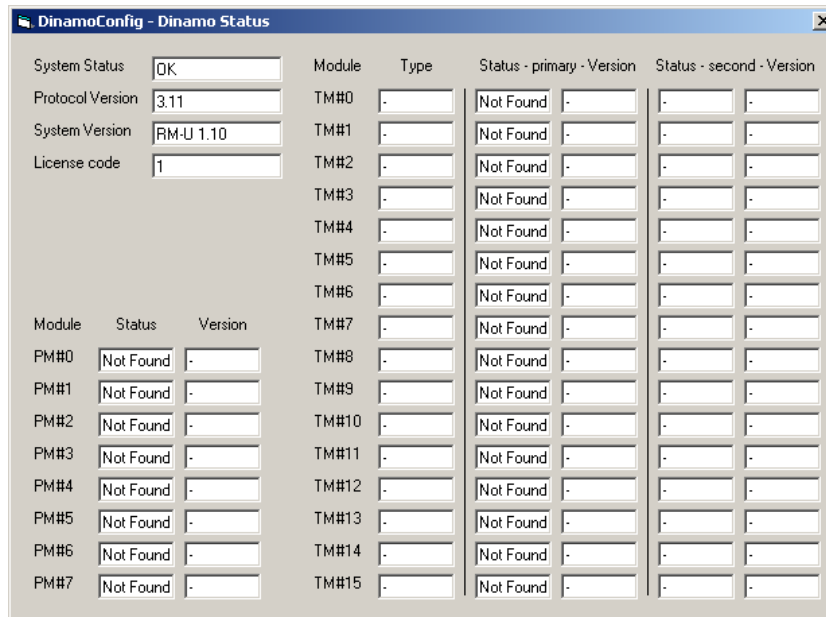 DinamoConfig - Dinamo Status
System Status OK
Protocol Version 3.11
System Version RM-U 1.10
License code 1
Module Status Version
PM#0 Not Found -
PM#1 Not Found -
PM#2 Not Found -
PM#3 Not Found -
PM#4 Not Found -
PM#5 Not Found -
PM#6 Not Found -
PM#7 Not Found -
Module Type Status - primary - Version Status - second - Version
TM#0 - Not Found - - -
TM#1 - Not Found - - -
TM#2 - Not Found - - -
TM#3 - Not Found - - -
TM#4 - Not Found - - -
TM#5 - Not Found - - -
TM#6 - Not Found - - -
TM#7 - Not Found - - -
TM#8 - Not Found - - -
TM#9 - Not Found - - -
TM#10 - Not Found - - -
TM#11 - Not Found - - -
TM#12 - Not Found - - -
TM#13 - Not Found - - -
TM#14 - Not Found - - -
TM#15 - Not Found - - -